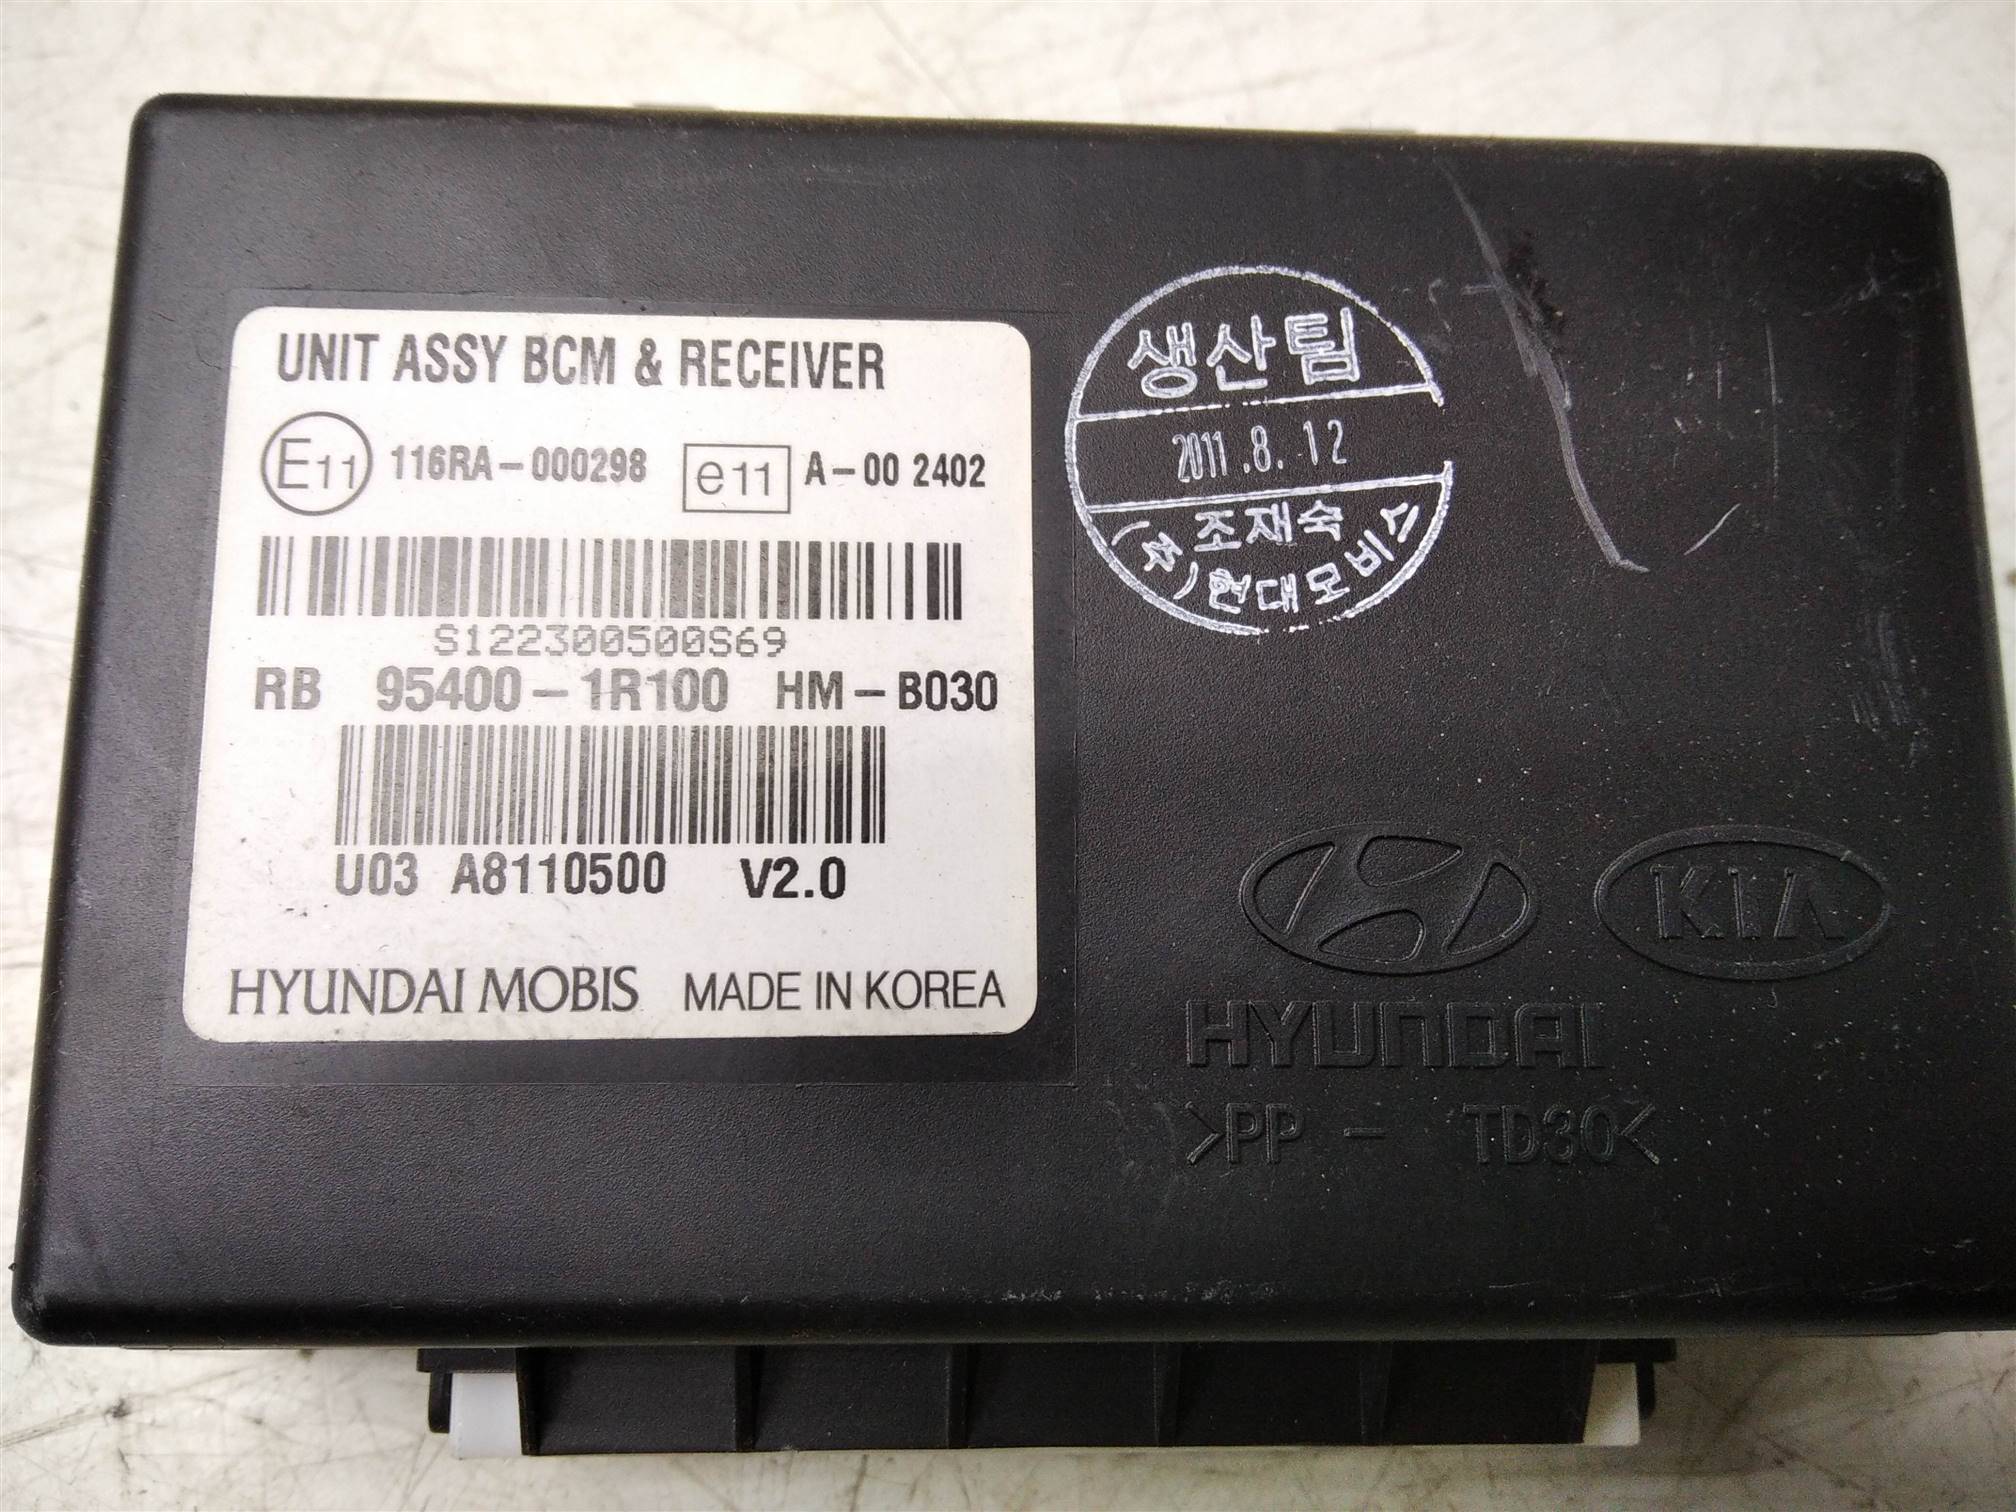 UNIT ASSY BCM & RECEIVER
E11 116RA-000298 e11 A-00 2402
S122300500S69
RB 95400-1R100 HM-B030
U03 A8110500 V2.0
HYUNDAI MOBIS MADE IN KOREA
생산팀
2011.8.12
조재숙
(주)현대모비스
KIA
HYUNDAI
>PP - TD30<